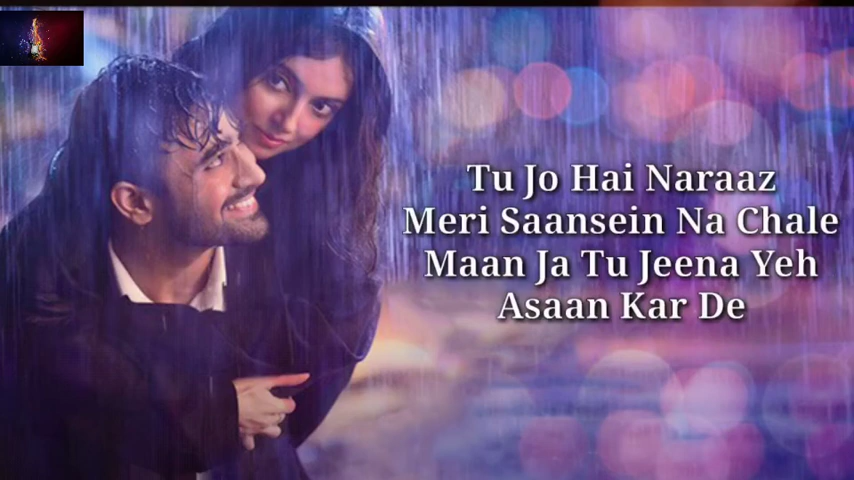 Tu Jo Hai Naraaz
Meri Saansein Na Chale
Maan Ja Tu Jeena Yeh
Asaan Kar De